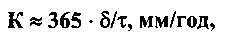 К ≈ 365 · δ/τ, мм/год,